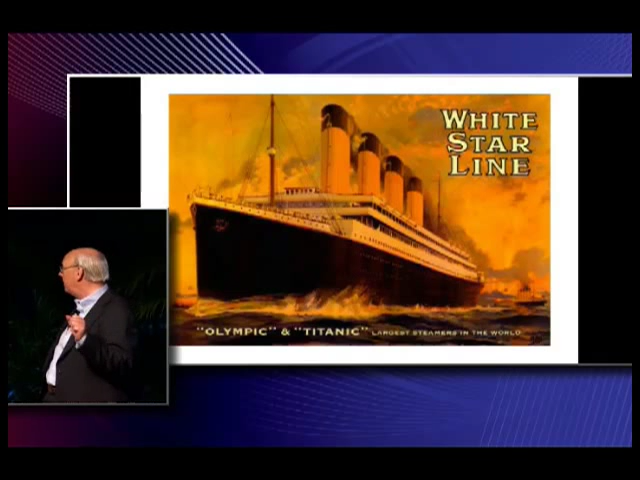 WHITE
STAR
LINE
"OLYMPIC" & "TITANIC" LARGEST STEAMERS IN THE WORLD